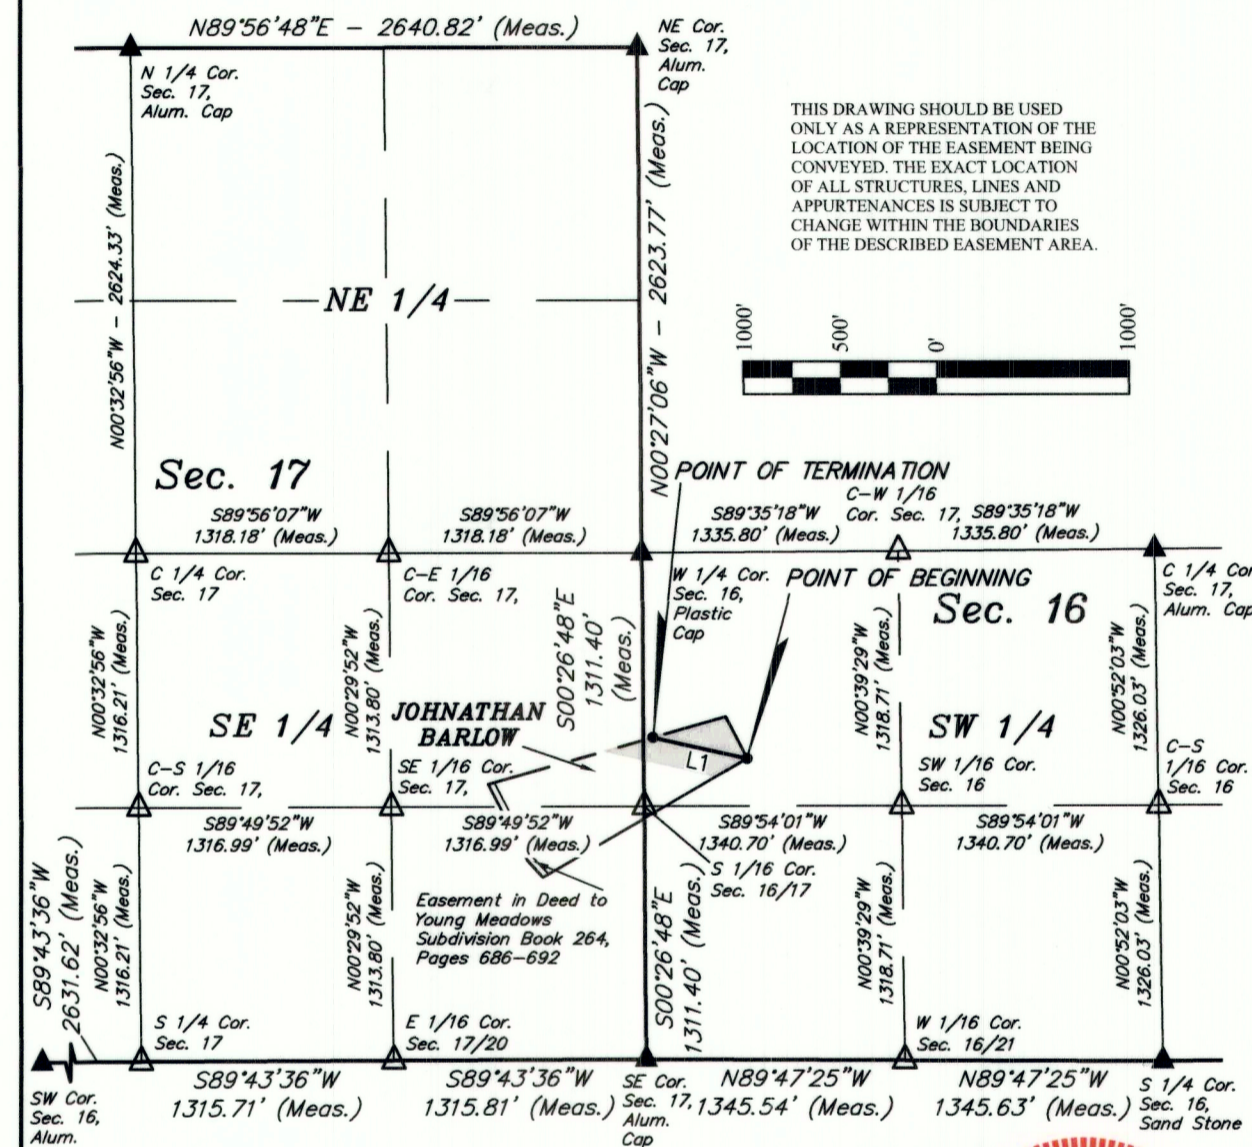 N89°56'48"E - 2640.82' (Meas.)
NE Cor.
Sec. 17,
Alum.
Cap
N 1/4 Cor.
Sec. 17,
Alum. Cap
THIS DRAWING SHOULD BE USED
ONLY AS A REPRESENTATION OF THE
LOCATION OF THE EASEMENT BEING
CONVEYED. THE EXACT LOCATION
OF ALL STRUCTURES, LINES AND
APPURTENANCES IS SUBJECT TO
CHANGE WITHIN THE BOUNDARIES
OF THE DESCRIBED EASEMENT AREA.
N00°32'56"W - 2624.33' (Meas.)
N00°27'06"W - 2623.77' (Meas.)
NE 1/4
1000'
500'
0'
1000'
Sec. 17
POINT OF TERMINATION
S89°56'07"W
1318.18' (Meas.)
S89°56'07"W
1318.18' (Meas.)
S89°35'18"W
1335.80' (Meas.)
C-W 1/16
Cor. Sec. 17,
S89°35'18"W
1335.80' (Meas.)
C 1/4 Cor.
Sec. 17
C-E 1/16
Cor. Sec. 17,
W 1/4 Cor.
Sec. 16,
Plastic
Cap
POINT OF BEGINNING
Sec. 16
C 1/4 Cor
Sec. 17,
Alum. Cap
N00°32'56"W
1316.21' (Meas.)
N00°29'52"W
1313.80' (Meas.)
S00°26'48"E
1311.40'
(Meas.)
N00°39'29"W
1318.71' (Meas.)
N00°52'03"W
1326.03' (Meas.)
SE 1/4
JOHNATHAN
BARLOW
SW 1/4
L1
C-S 1/16
Cor. Sec. 17,
SE 1/16 Cor.
Sec. 17,
SW 1/16 Cor.
Sec. 16
C-S
1/16 Cor.
Sec. 16
S89°49'52"W
1316.99' (Meas.)
S89°49'52"W
1316.99' (Meas.)
S89°54'01"W
1340.70' (Meas.)
S89°54'01"W
1340.70' (Meas.)
S 1/16 Cor.
Sec. 16/17
Easement in Deed to
Young Meadows
Subdivision Book 264,
Pages 686-692
S89°43'36"W
2631.62' (Meas.)
N00°32'56"W
1316.21' (Meas.)
N00°29'52"W
1313.80' (Meas.)
S00°26'48"E
1311.40' (Meas.)
N00°39'29"W
1318.71' (Meas.)
N00°52'03"W
1326.03' (Meas.)
S 1/4 Cor.
Sec. 17
E 1/16 Cor.
Sec. 17/20
W 1/16 Cor.
Sec. 16/21
SW Cor.
Sec. 16,
Alum.
S89°43'36"W
1315.71' (Meas.)
S89°43'36"W
1315.81' (Meas.)
SE Cor.
Sec. 17,
Alum.
Cap
N89°47'25"W
1345.54' (Meas.)
N89°47'25"W
1345.63' (Meas.)
S 1/4 Cor.
Sec. 16,
Sand Stone